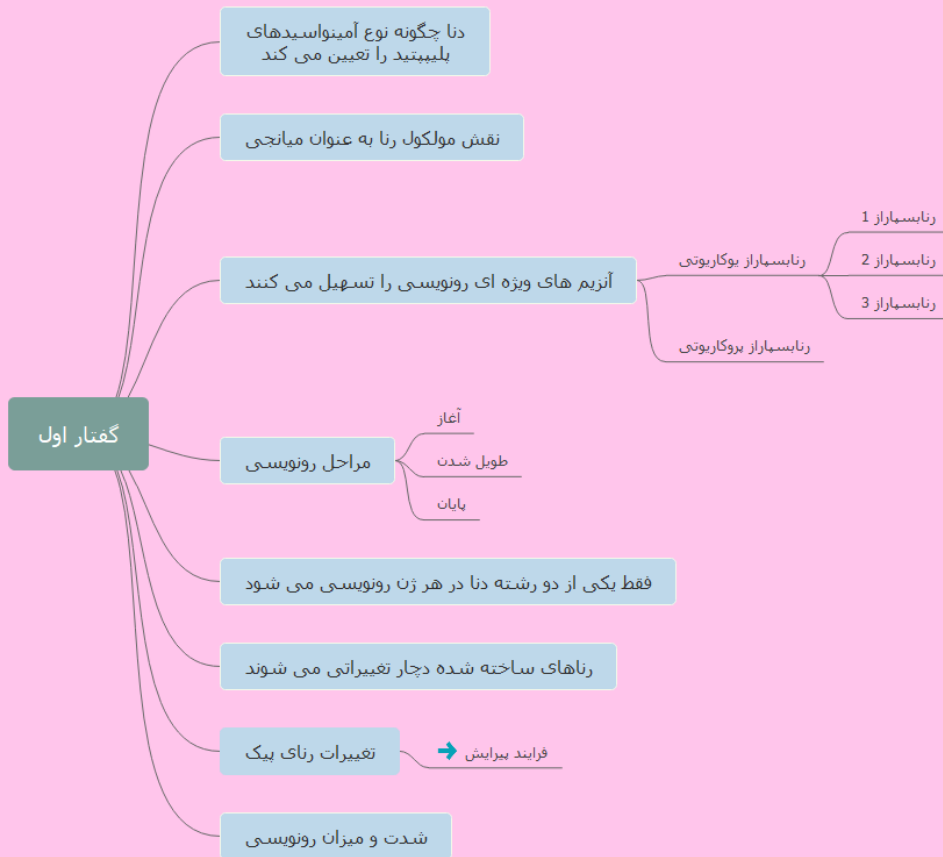 گفتار اول
دنا چگونه نوع آمینواسیدهای
پلیپپتید را تعیین می کند
نقش مولکول رنا به عنوان میانجی
آنزیم های ویژه ای رونویسی را تسهیل می کنند
رنابسپاراز یوکاریوتی
رنابسپاراز 1
رنابسپاراز 2
رنابسپاراز 3
رنابسپاراز پروکاریوتی
مراحل رونویسی
آغاز
طویل شدن
پایان
فقط یکی از دو رشته دنا در هر ژن رونویسی می شود
رناهای ساخته شده دچار تغییراتی می شوند
تغییرات رنای پیک
فرایند پیرایش
شدت و میزان رونویسی